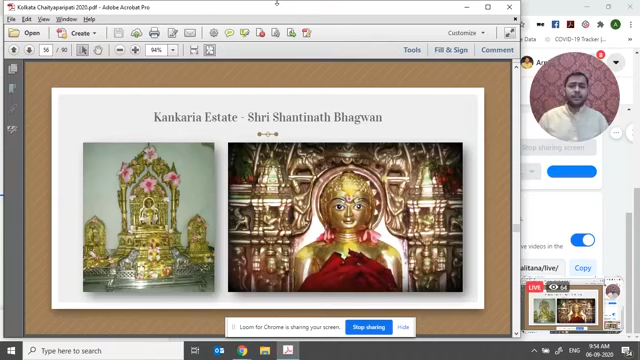 Kolkata Chaityaparipati 2020.pdf - Adobe Acrobat Pro
File Edit View Window Help
Open Create
56 / 90 94% Customize
Tools Fill & Sign Comment
Kankaria Estate - Shri Shantinath Bhagwan
Data COVID-19 Tracker |
8
Stop sharing screen
live videos in the
alitana/live/ Copy
LIVE 64
Loom for Chrome is sharing your screen. Stop sharing Hide
Type here to search
ENG
9:54 AM
06-09-2020